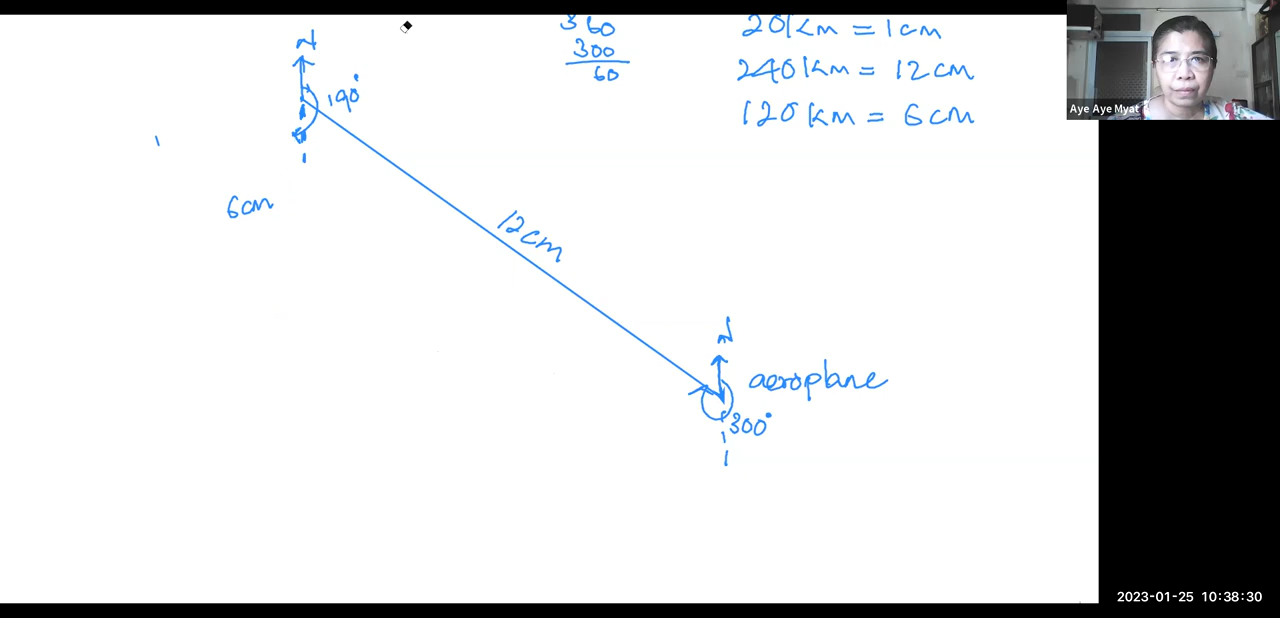 360
300
60
20km = 1cm
240km = 12cm
120km = 6cm
Aye Aye Myat
N
190°
6cm
12cm
N
aeroplane
300°
2023-01-25 10:38:30